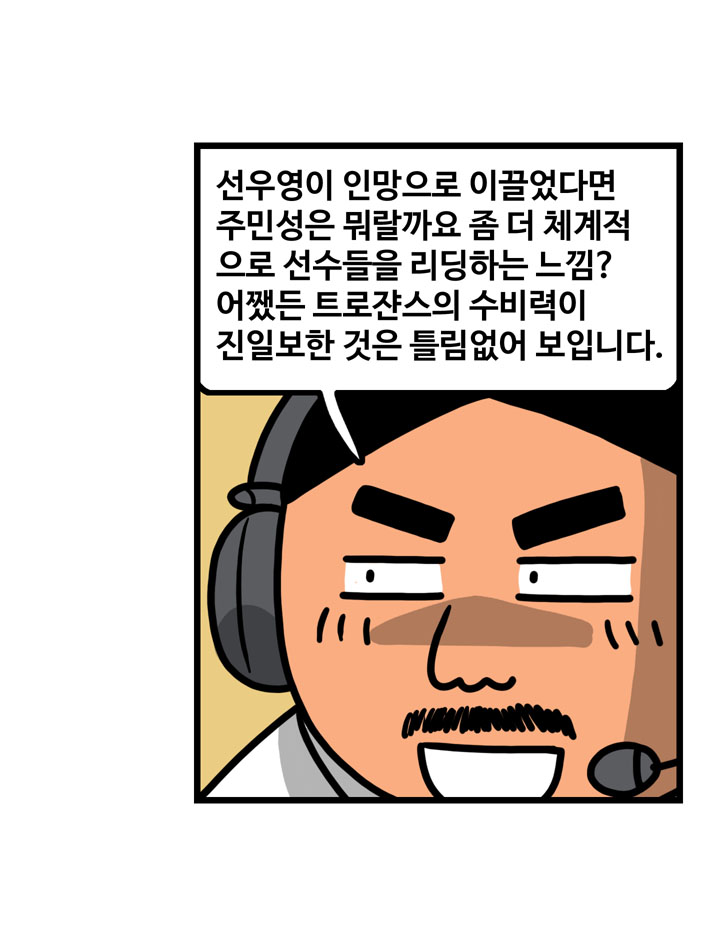 선우영이 인망으로 이끌었다면
주민성은 뭐랄까요 좀 더 체계적
으로 선수들을 리딩하는 느낌?
어쨌든 트로쟌스의 수비력이
진일보한 것은 틀림없어 보입니다.